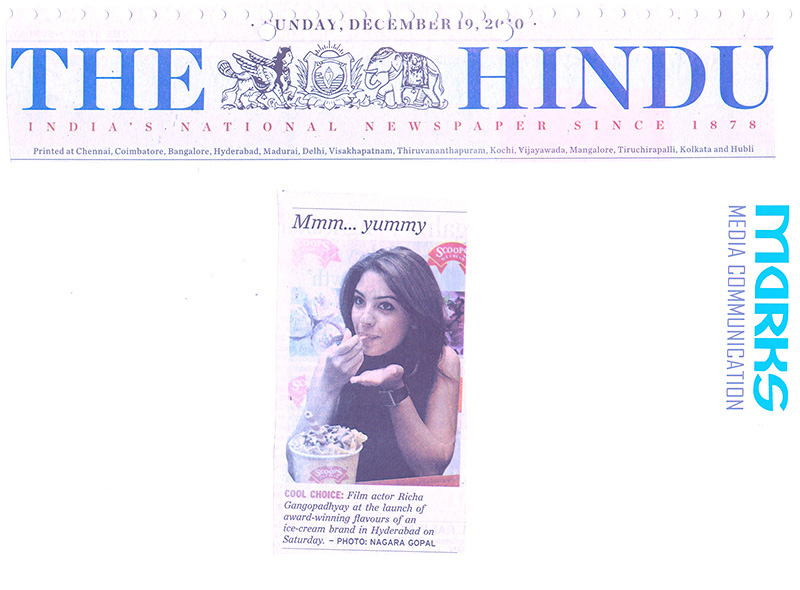 · SUNDAY, DECEMBER 19, 2010 ·
THE HINDU
INDIA'S NATIONAL NEWSPAPER SINCE 1878
Printed at Chennai, Coimbatore, Bangalore, Hyderabad, Madurai, Delhi, Visakhapatnam, Thiruvananthapuram, Kochi, Vijayawada, Mangalore, Tiruchirapalli, Kolkata and Hubli
Mmm... yummy
SCOOPS
SCOOPS
SCOOPS
COOL CHOICE: Film actor Richa
Gangopadhyay at the launch of
award-winning flavours of an
ice-cream brand in Hyderabad on
Saturday. – PHOTO: NAGARA GOPAL
MARKS
MEDIA COMMUNICATION